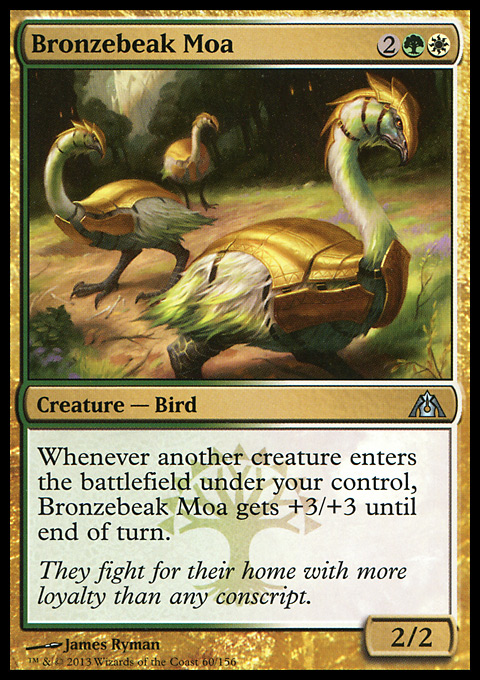 Bronzebeak Moa 2
Creature — Bird
Whenever another creature enters
the battlefield under your control,
Bronzebeak Moa gets +3/+3 until
end of turn.
They fight for their home with more
loyalty than any conscript.
James Ryman
2/2
™ & © 2013 Wizards of the Coast 60/156